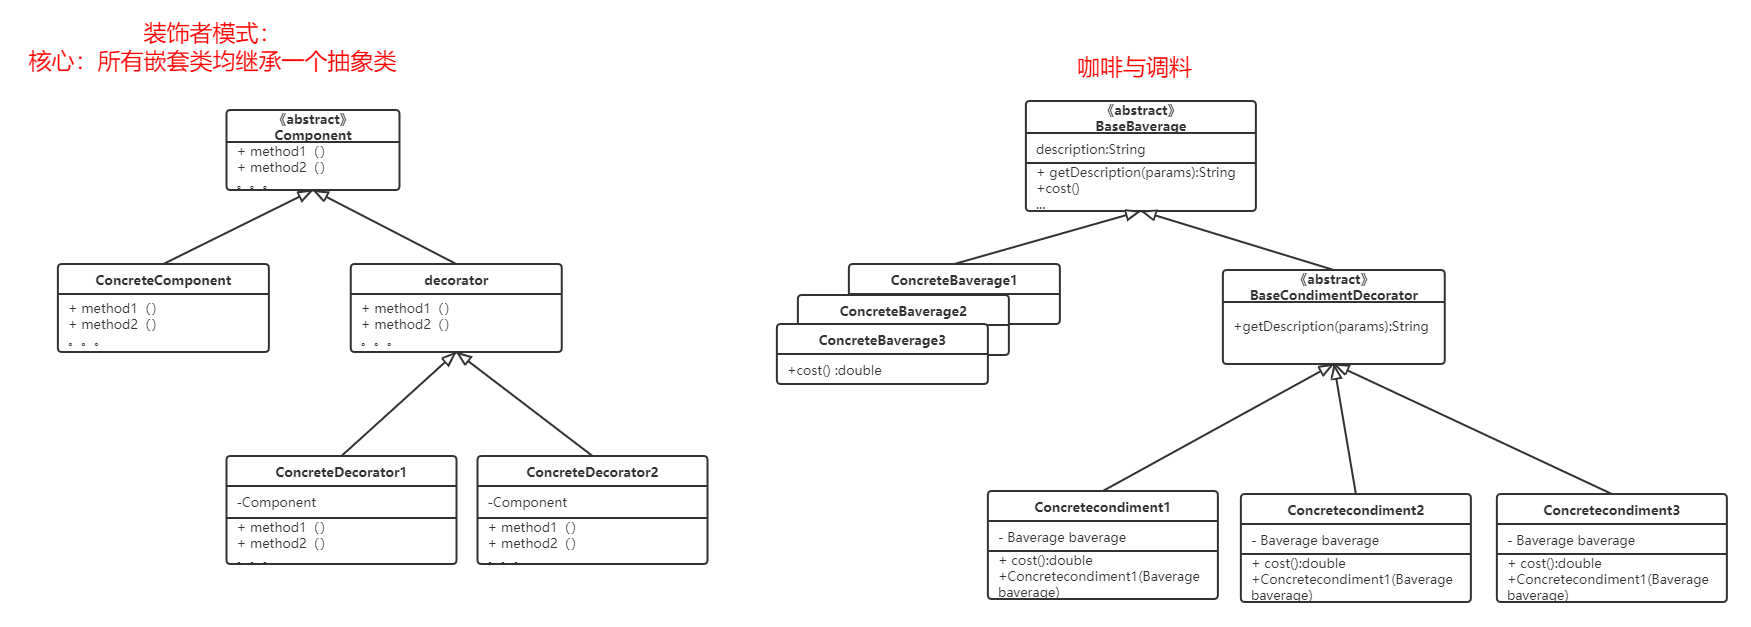 装饰者模式：
核心：所有嵌套类均继承一个抽象类
《abstract》
Component
+ method1（）
+ method2（）
。。。
ConcreteComponent
+ method1（）
+ method2（）
。。。
decorator
+ method1（）
+ method2（）
。。。
ConcreteDecorator1
-Component
+ method1（）
+ method2（）
。。。
ConcreteDecorator2
-Component
+ method1（）
+ method2（）
。。。
咖啡与调料
《abstract》
BaseBaverage
description:String
+ getDescription(params):String
+cost()
...
ConcreteBaverage1
ConcreteBaverage2
ConcreteBaverage3
+cost() :double
《abstract》
BaseCondimentDecorator
+getDescription(params):String
Concretecondiment1
- Baverage baverage
+ cost():double
+Concretecondiment1(Baverage
baverage)
Concretecondiment2
- Baverage baverage
+ cost():double
+Concretecondiment1(Baverage
baverage)
Concretecondiment3
- Baverage baverage
+ cost():double
+Concretecondiment1(Baverage
baverage)